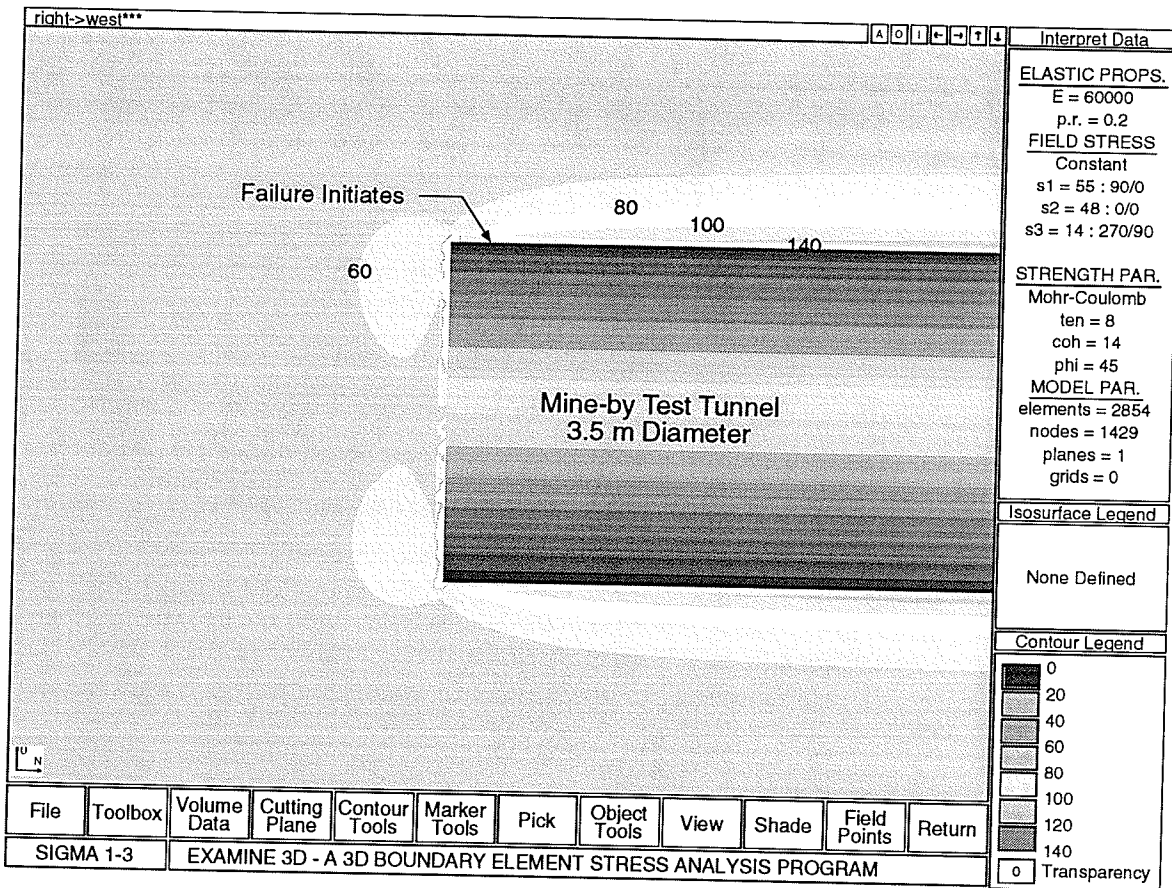 right->west***
A O I ← → ↑ ↓
Interpret Data
ELASTIC PROPS.
E = 60000
p.r. = 0.2
FIELD STRESS
Constant
s1 = 55 : 90/0
s2 = 48 : 0/0
s3 = 14 : 270/90
STRENGTH PAR.
Mohr-Coulomb
ten = 8
coh = 14
phi = 45
MODEL PAR.
elements = 2854
nodes = 1429
planes = 1
grids = 0
Isosurface Legend
None Defined
Contour Legend
0
20
40
60
80
100
120
140
0 Transparency
Failure Initiates
80
100
140
60
Mine-by Test Tunnel
3.5 m Diameter
U
N
File
Toolbox
Volume
Data
Cutting
Plane
Contour
Tools
Marker
Tools
Pick
Object
Tools
View
Shade
Field
Points
Return
SIGMA 1-3
EXAMINE 3D - A 3D BOUNDARY ELEMENT STRESS ANALYSIS PROGRAM